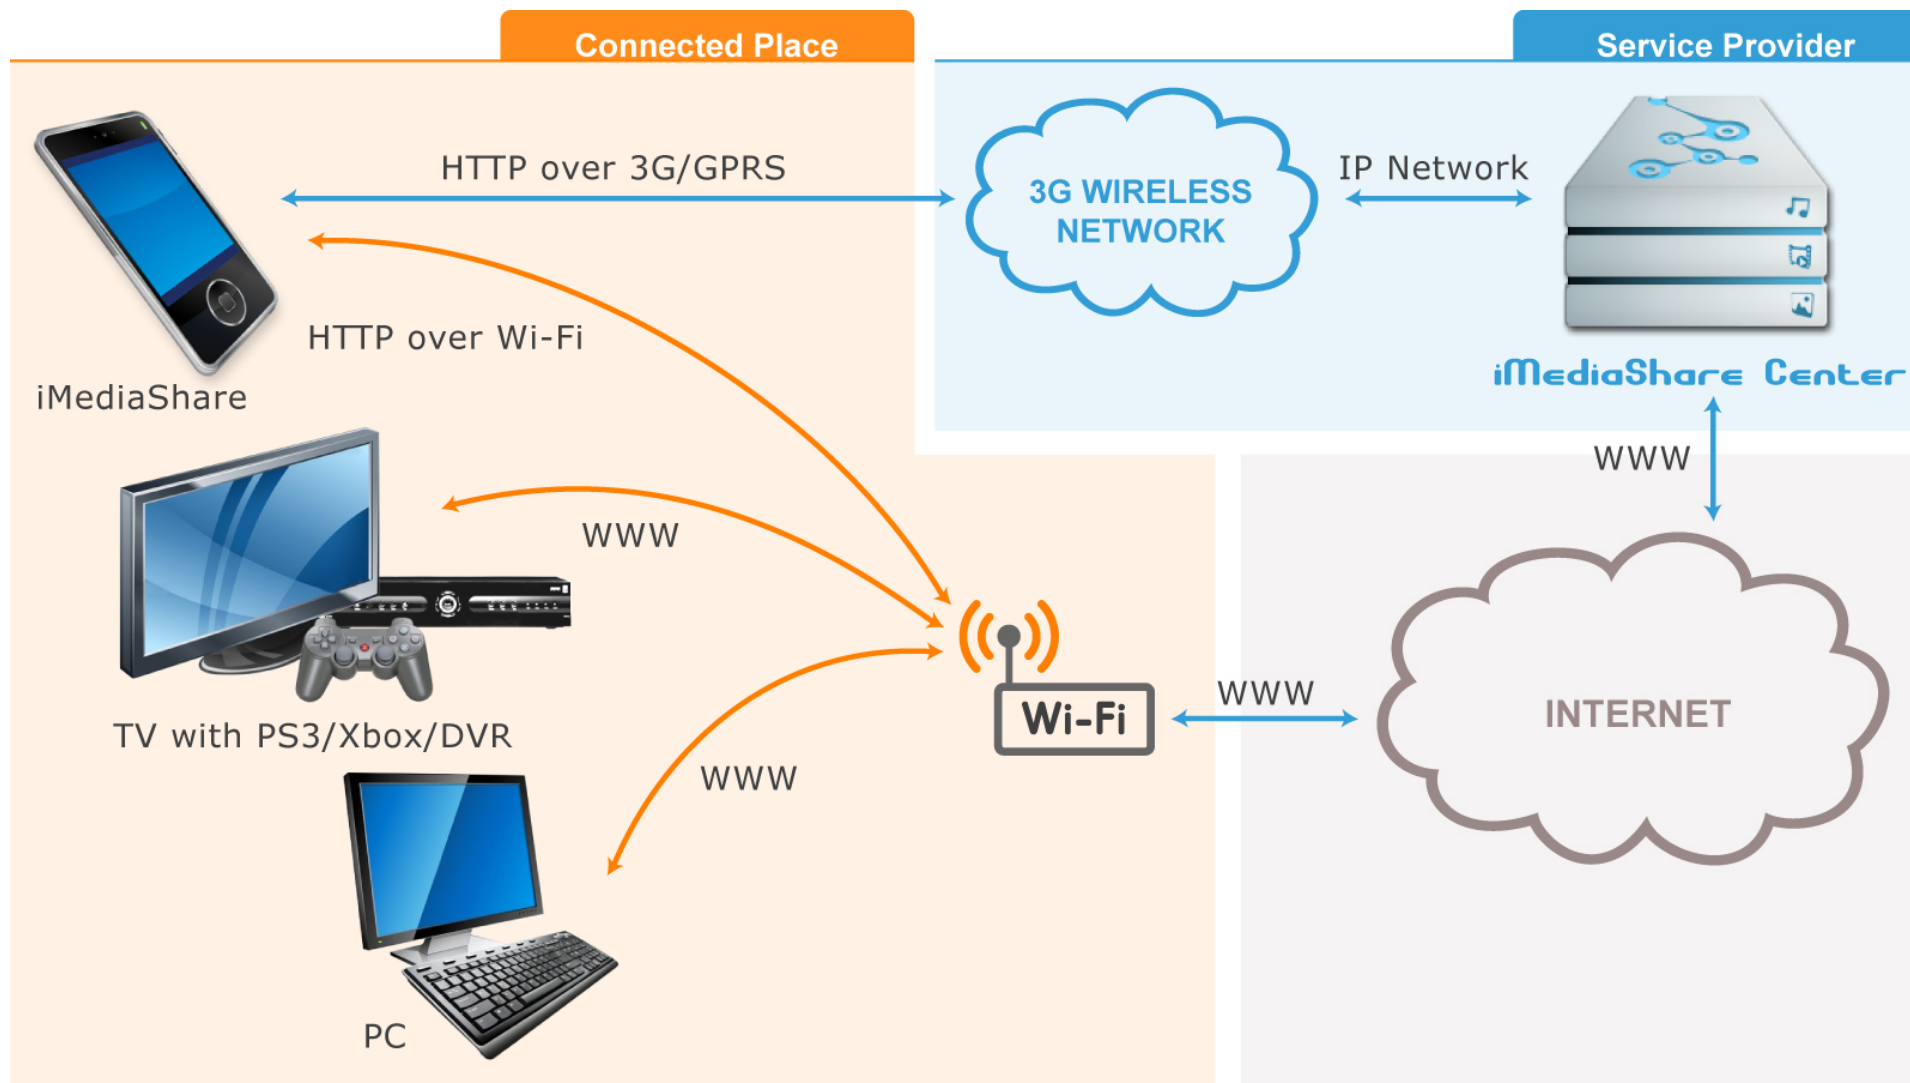 Connected Place
Service Provider
HTTP over 3G/GPRS
3G WIRELESS
NETWORK
IP Network
iMediaShare Center
HTTP over Wi-Fi
iMediaShare
WWW
WWW
TV with PS3/Xbox/DVR
Wi-Fi
WWW
INTERNET
WWW
PC